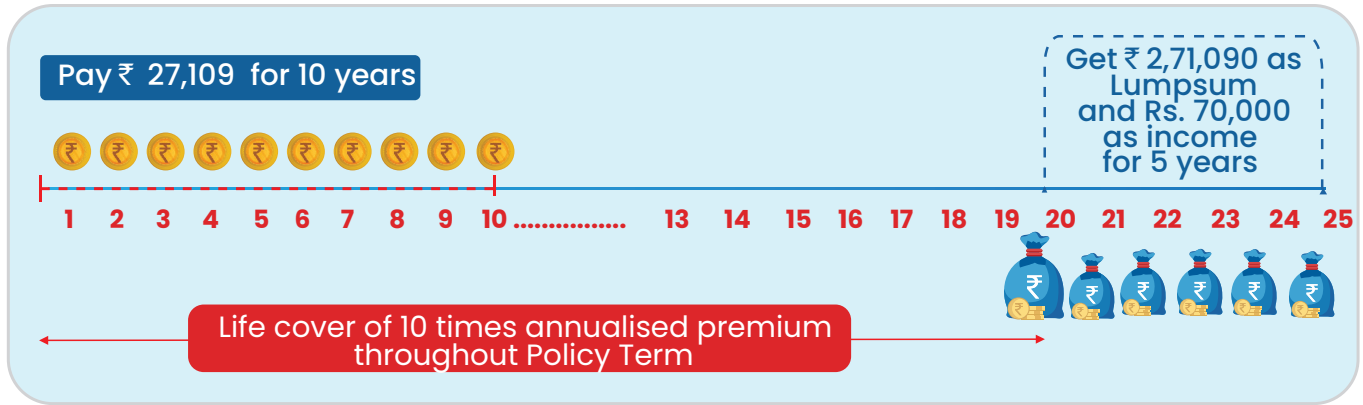 Pay ₹ 27,109 for 10 years
Get ₹ 2,71,090 as
Lumpsum
and Rs. 70,000
as income
for 5 years
₹ ₹ ₹ ₹ ₹ ₹ ₹ ₹ ₹ ₹
1 2 3 4 5 6 7 8 9 10 ............... 13 14 15 16 17 18 19 20 21 22 23 24 25
₹ ₹ ₹ ₹ ₹ ₹
Life cover of 10 times annualised premium
throughout Policy Term